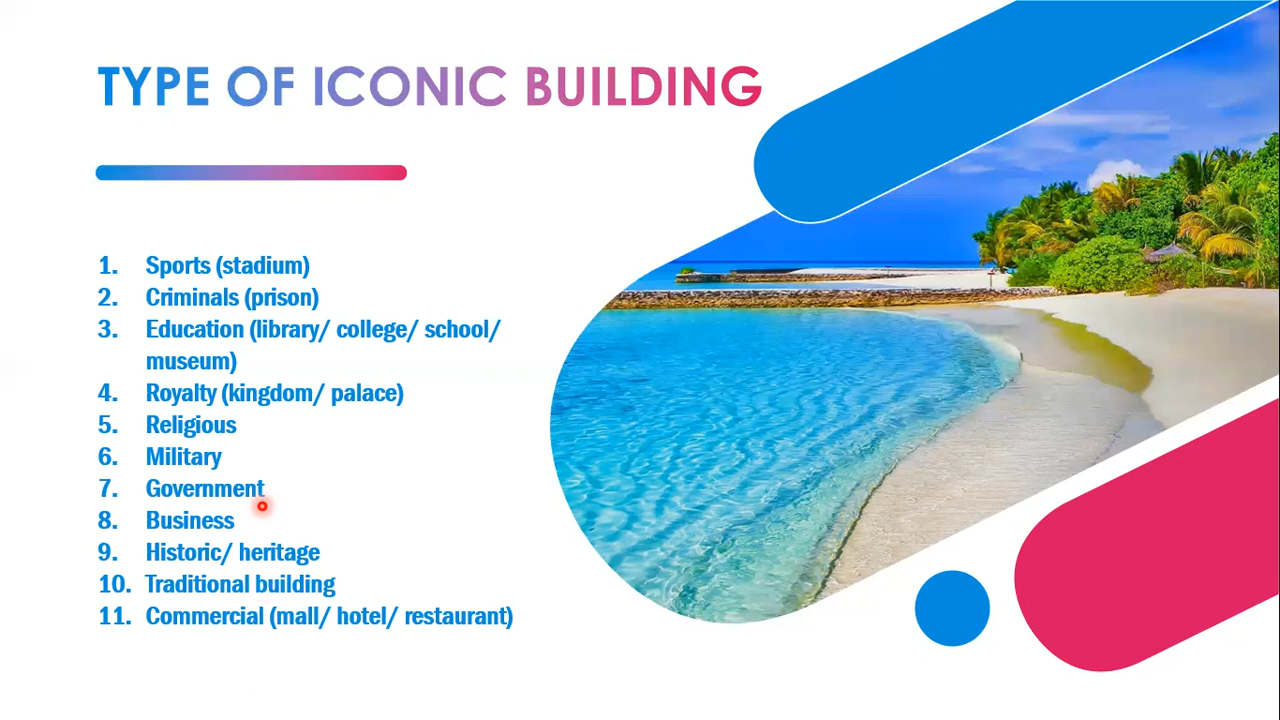 TYPE OF ICONIC BUILDING
1. Sports (stadium)
2. Criminals (prison)
3. Education (library/ college/ school/
museum)
4. Royalty (kingdom/ palace)
5. Religious
6. Military
7. Government
8. Business
9. Historic/ heritage
10. Traditional building
11. Commercial (mall/ hotel/ restaurant)